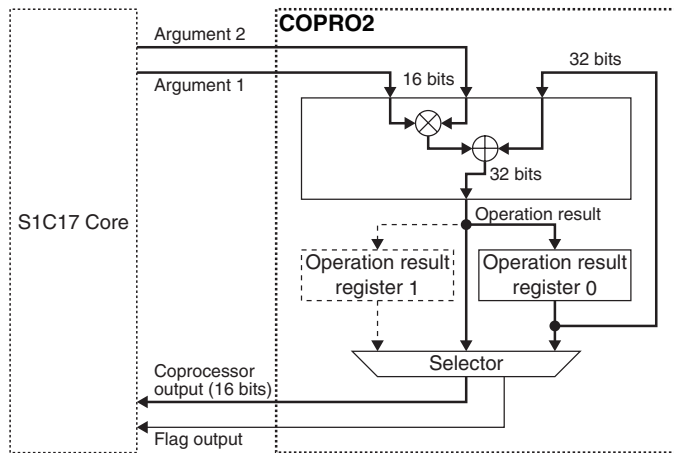 COPRO2
Argument 2
32 bits
Argument 1
16 bits
32 bits
S1C17 Core
Operation result
Operation result
register 1
Operation result
register 0
Selector
Coprocessor
output (16 bits)
Flag output